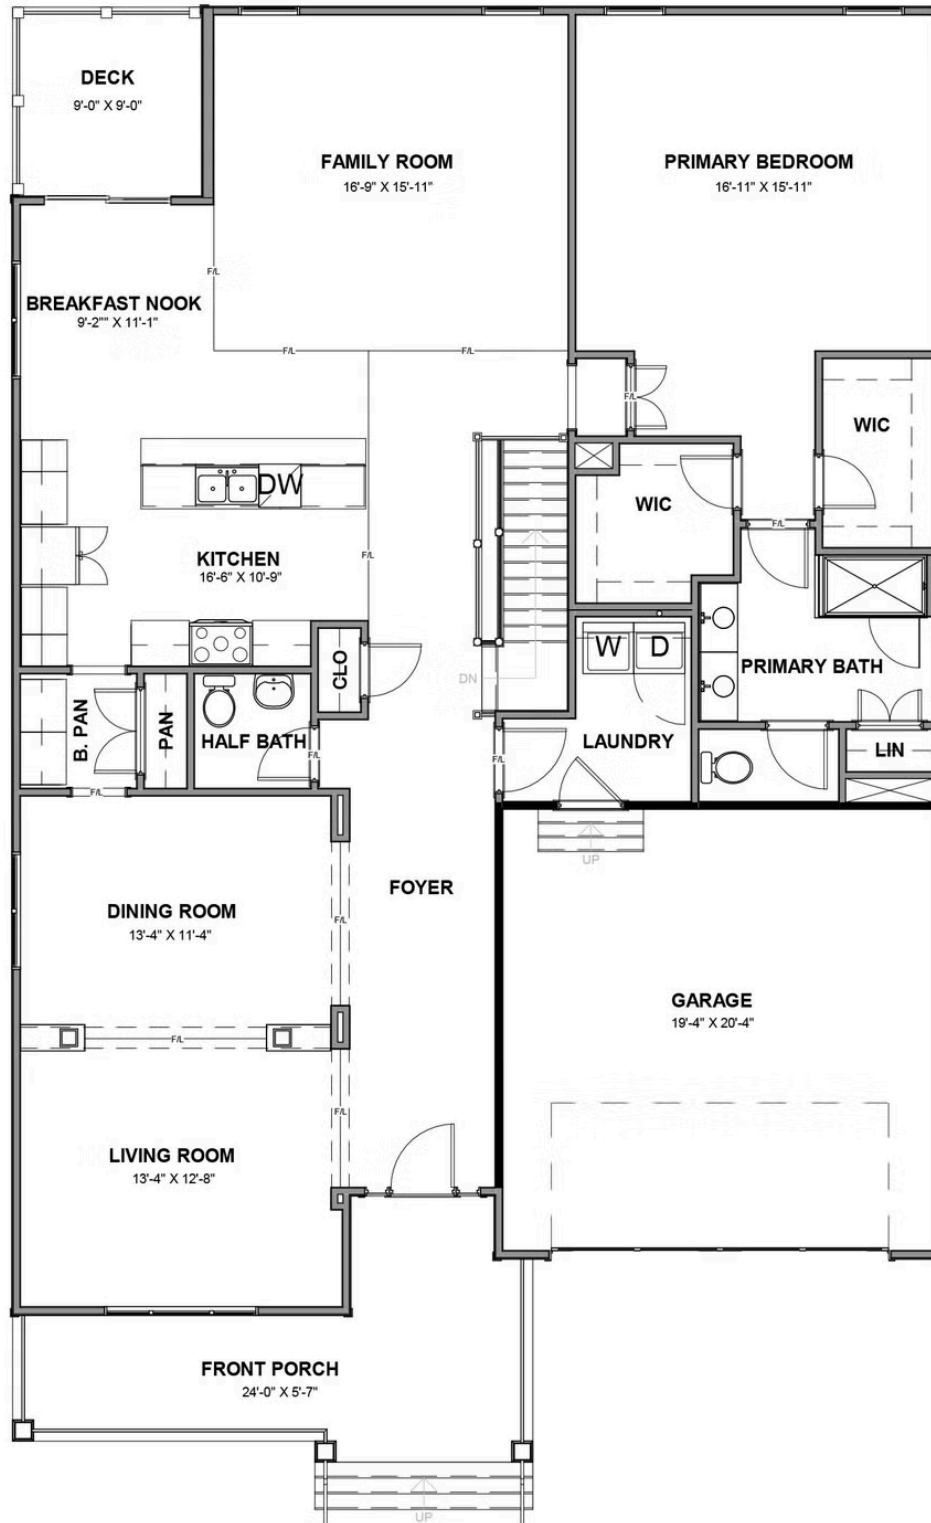 DECK
9'-0" X 9'-0"
FAMILY ROOM
16'-9" X 15'-11"
PRIMARY BEDROOM
16'-11" X 15'-11"
F/L
BREAKFAST NOOK
9'-2"" X 11'-1"
F/L
F/L
F/L
WIC
WIC
DW
F/L
KITCHEN
16'-6" X 10'-9"
F/L
W
D
CLO
DN
PRIMARY BATH
B. PAN
PAN
HALF BATH
F/L
F/L
LAUNDRY
LIN
F/L
UP
FOYER
DINING ROOM
13'-4" X 11'-4"
F/L
GARAGE
19'-4" X 20'-4"
F/L
F/L
LIVING ROOM
13'-4" X 12'-8"
FRONT PORCH
24'-0" X 5'-7"
UP